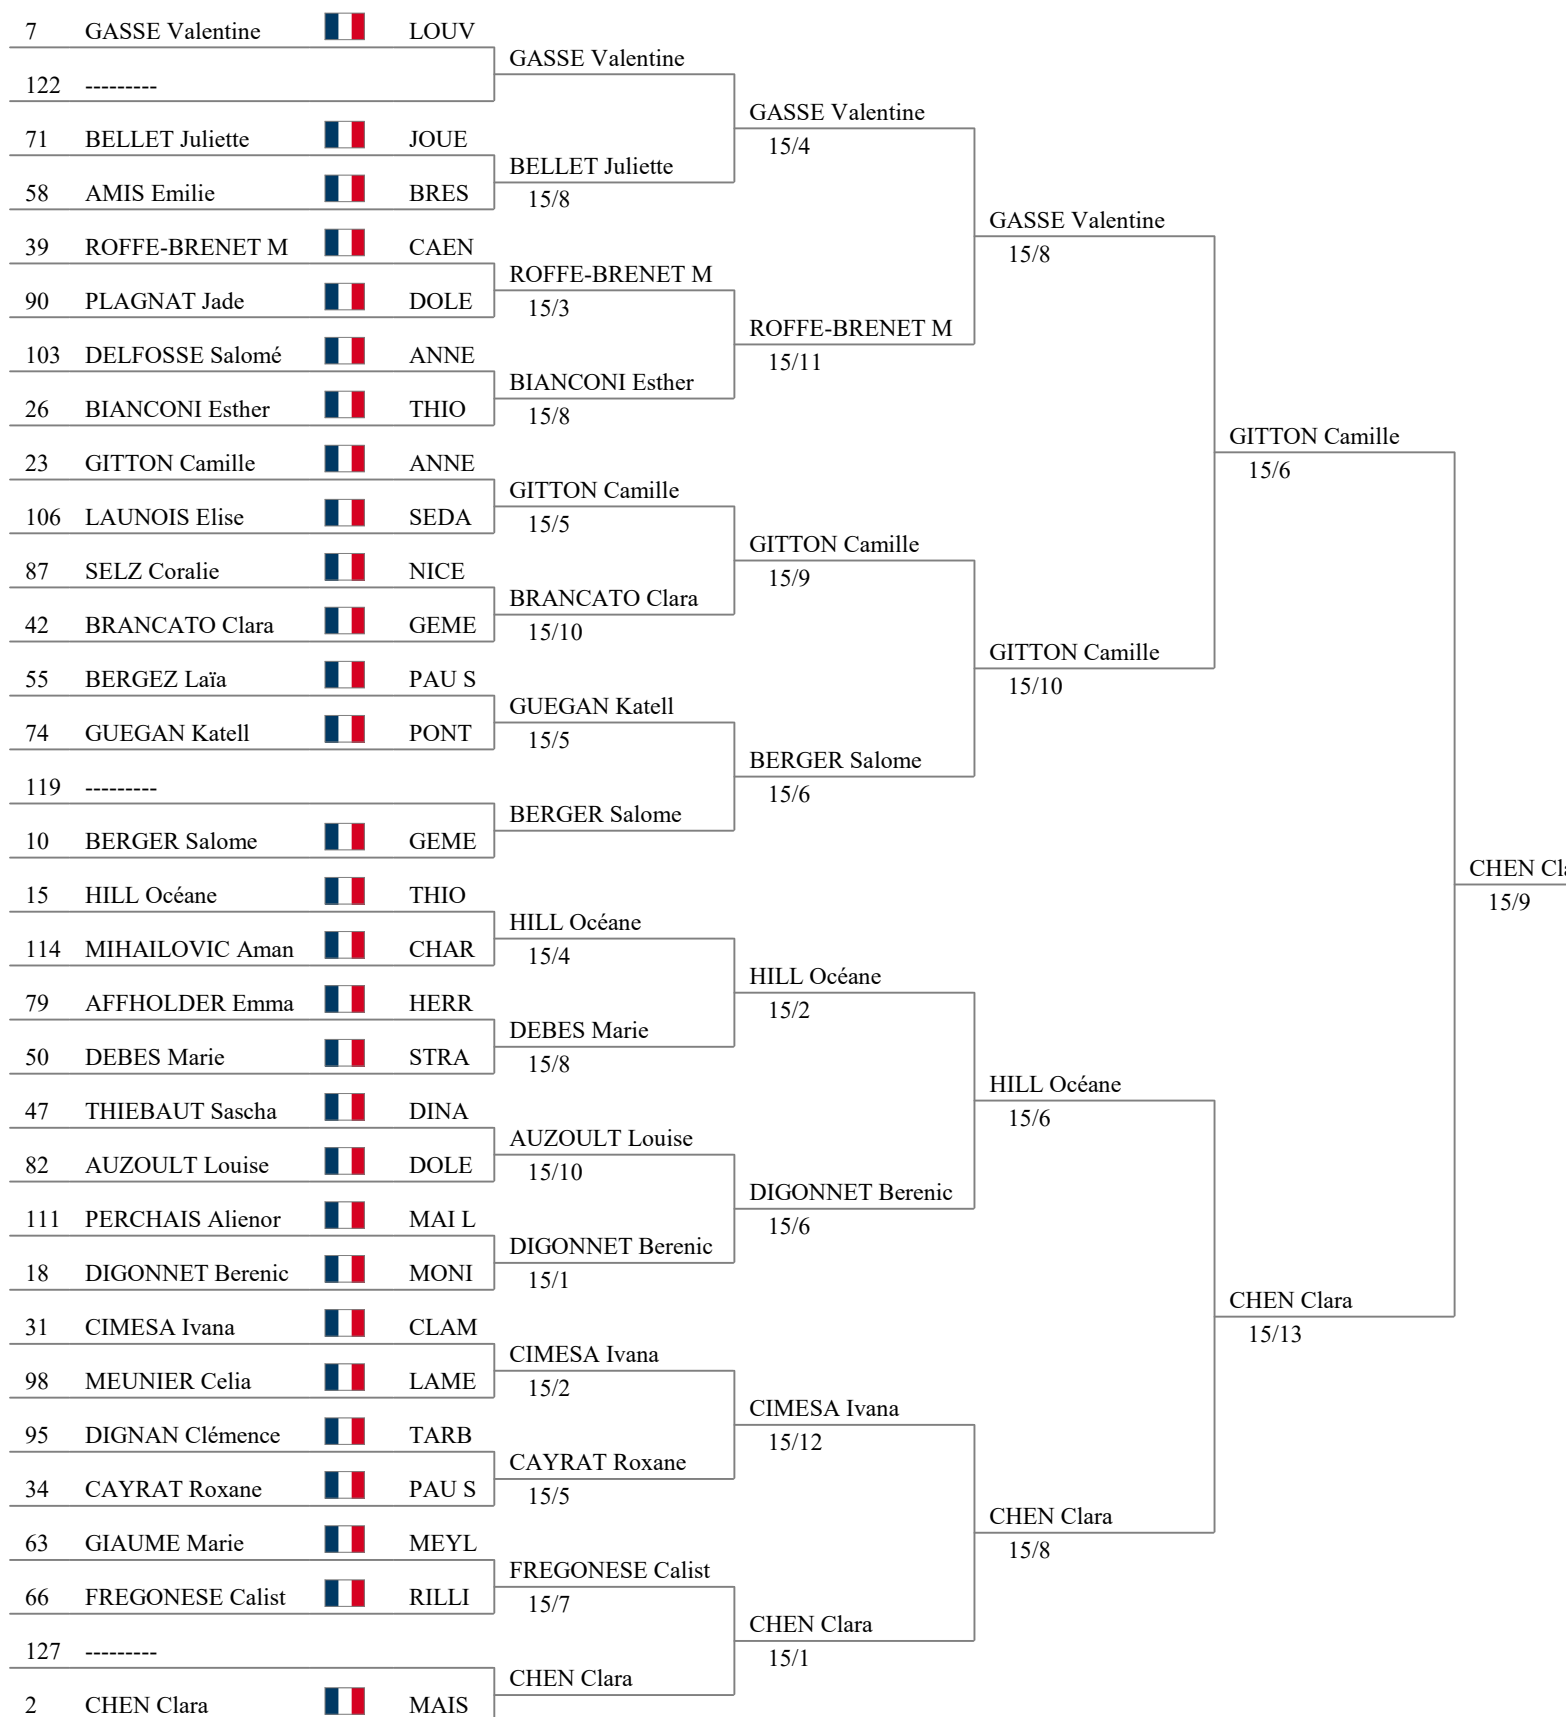 7 GASSE Valentine LOUV
GASSE Valentine
122 ---------
GASSE Valentine
15/4
71 BELLET Juliette JOUE
BELLET Juliette
15/8
58 AMIS Emilie BRES
GASSE Valentine
15/8
39 ROFFE-BRENET M CAEN
ROFFE-BRENET M
15/3
90 PLAGNAT Jade DOLE
ROFFE-BRENET M
15/11
103 DELFOSSE Salomé ANNE
BIANCONI Esther
15/8
26 BIANCONI Esther THIO
GITTON Camille
15/6
23 GITTON Camille ANNE
GITTON Camille
15/5
106 LAUNOIS Elise SEDA
GITTON Camille
15/9
87 SELZ Coralie NICE
BRANCATO Clara
15/10
42 BRANCATO Clara GEME
GITTON Camille
15/10
55 BERGEZ Laïa PAU S
GUEGAN Katell
15/5
74 GUEGAN Katell PONT
BERGER Salome
15/6
119 ---------
BERGER Salome
10 BERGER Salome GEME
CHEN Cla
15/9
15 HILL Océane THIO
HILL Océane
15/4
114 MIHAILOVIC Aman CHAR
HILL Océane
15/2
79 AFFHOLDER Emma HERR
DEBES Marie
15/8
50 DEBES Marie STRA
HILL Océane
15/6
47 THIEBAUT Sascha DINA
AUZOULT Louise
15/10
82 AUZOULT Louise DOLE
DIGONNET Berenic
15/6
111 PERCHAIS Alienor MAI L
DIGONNET Berenic
15/1
18 DIGONNET Berenic MONI
CHEN Clara
15/13
31 CIMESA Ivana CLAM
CIMESA Ivana
15/2
98 MEUNIER Celia LAME
CIMESA Ivana
15/12
95 DIGNAN Clémence TARB
CAYRAT Roxane
15/5
34 CAYRAT Roxane PAU S
CHEN Clara
15/8
63 GIAUME Marie MEYL
FREGONESE Calist
15/7
66 FREGONESE Calist RILLI
CHEN Clara
15/1
127 ---------
CHEN Clara
2 CHEN Clara MAIS